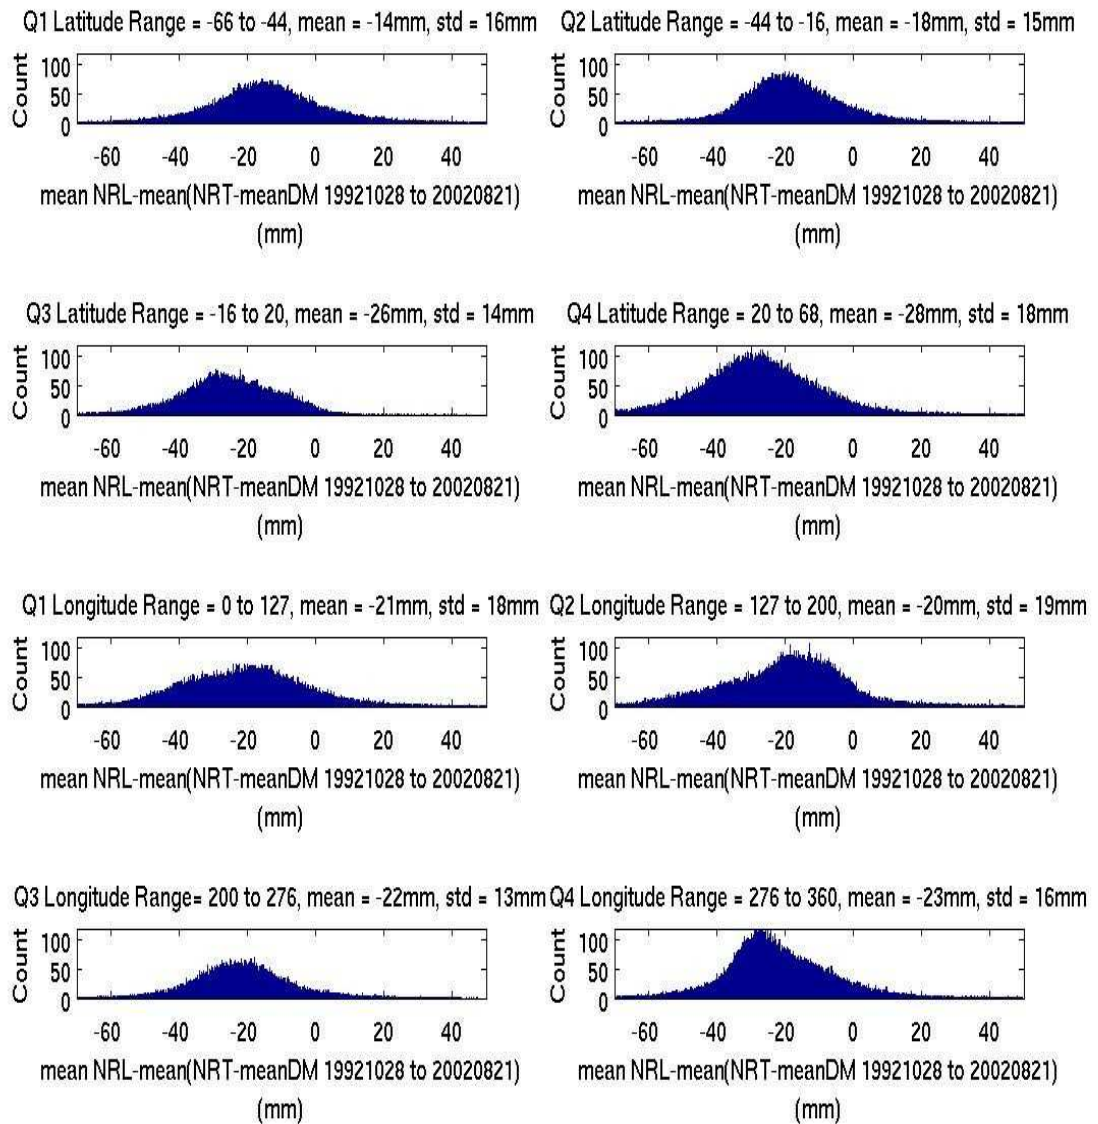 Q1 Latitude Range = -66 to -44, mean = -14mm, std = 16mm
Count
100
50
0
-60 -40 -20 0 20 40
mean NRL-mean(NRT-meanDM 19921028 to 20020821)
(mm)
Q2 Latitude Range = -44 to -16, mean = -18mm, std = 15mm
Count
100
50
0
-60 -40 -20 0 20 40
mean NRL-mean(NRT-meanDM 19921028 to 20020821)
(mm)
Q3 Latitude Range = -16 to 20, mean = -26mm, std = 14mm
Count
100
50
0
-60 -40 -20 0 20 40
mean NRL-mean(NRT-meanDM 19921028 to 20020821)
(mm)
Q4 Latitude Range = 20 to 68, mean = -28mm, std = 18mm
Count
100
50
0
-60 -40 -20 0 20 40
mean NRL-mean(NRT-meanDM 19921028 to 20020821)
(mm)
Q1 Longitude Range = 0 to 127, mean = -21mm, std = 18mm
Count
100
50
0
-60 -40 -20 0 20 40
mean NRL-mean(NRT-meanDM 19921028 to 20020821)
(mm)
Q2 Longitude Range = 127 to 200, mean = -20mm, std = 19mm
Count
100
50
0
-60 -40 -20 0 20 40
mean NRL-mean(NRT-meanDM 19921028 to 20020821)
(mm)
Q3 Longitude Range= 200 to 276, mean = -22mm, std = 13mm
Count
100
50
0
-60 -40 -20 0 20 40
mean NRL-mean(NRT-meanDM 19921028 to 20020821)
(mm)
Q4 Longitude Range = 276 to 360, mean = -23mm, std = 16mm
Count
100
50
0
-60 -40 -20 0 20 40
mean NRL-mean(NRT-meanDM 19921028 to 20020821)
(mm)